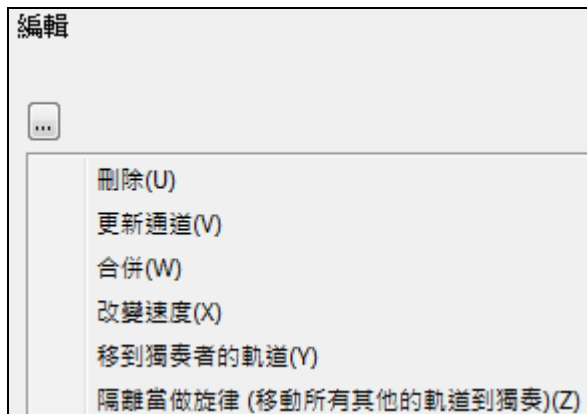 編輯
...
刪除(U)
更新通道(V)
合併(W)
改變速度(X)
移到獨奏者的軌道(Y)
隔離當做旋律 (移動所有其他的軌道到獨奏)(Z)